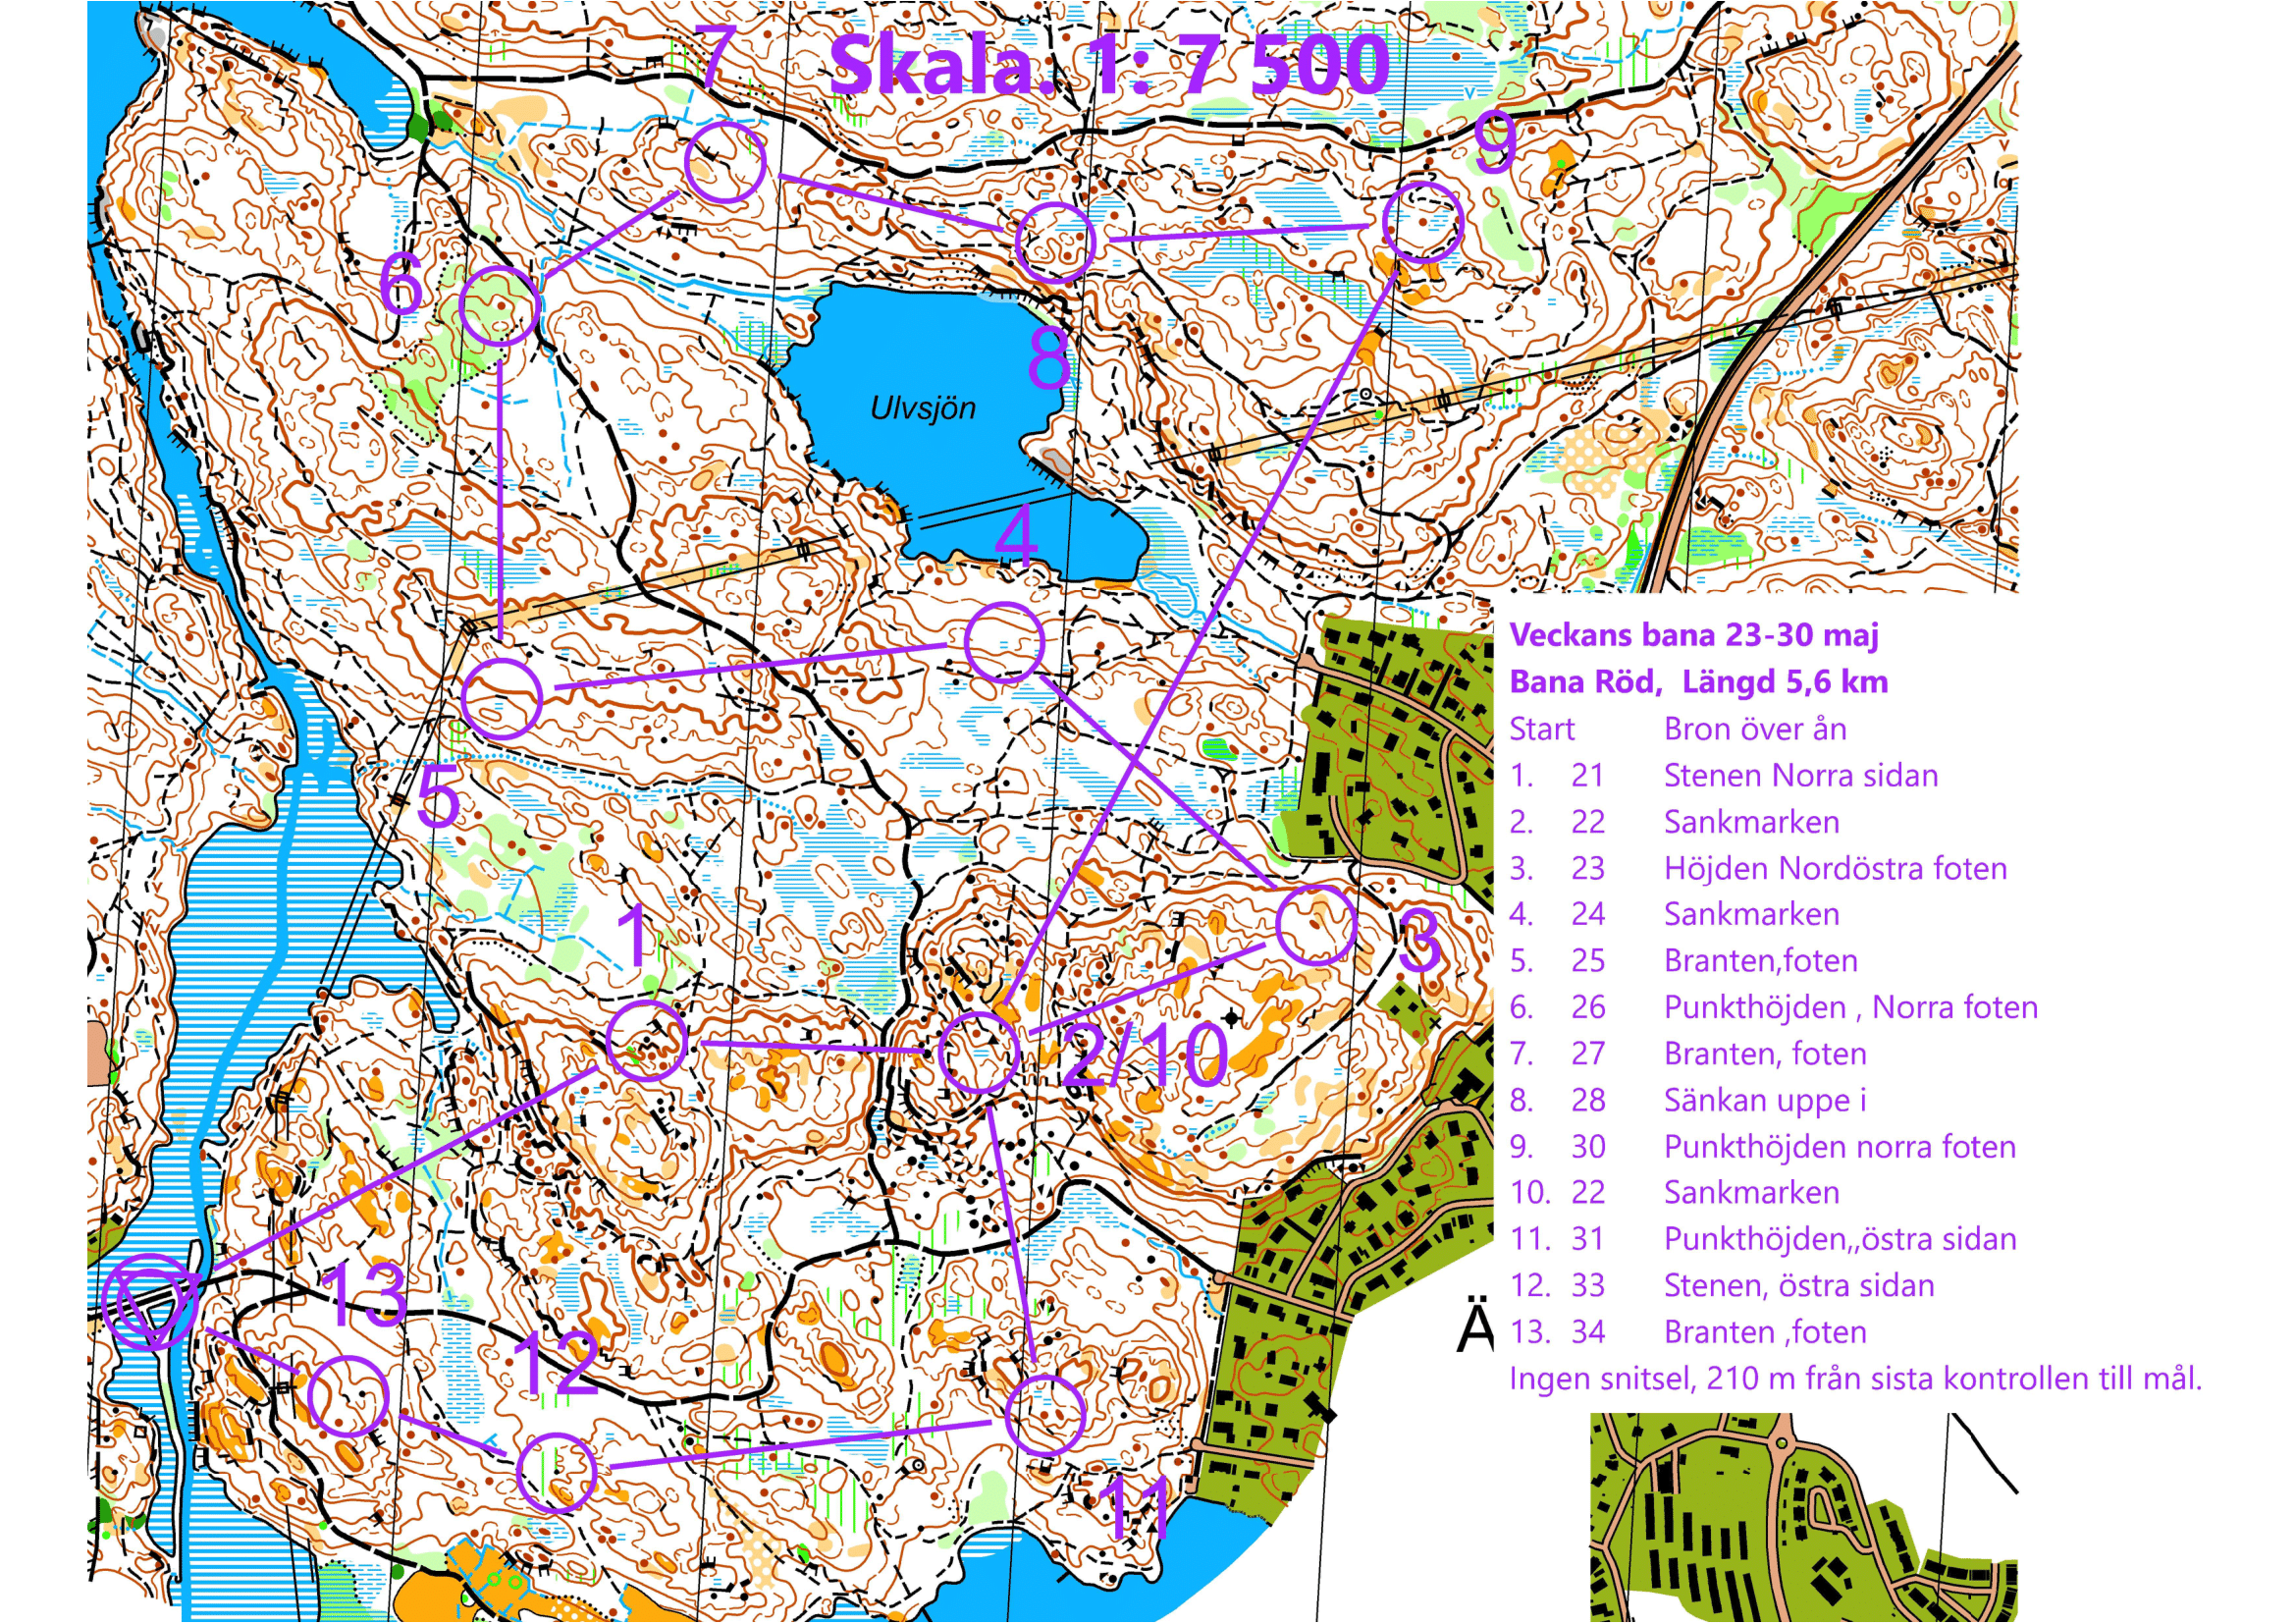 7
Skala. 1: 7 500
9
6
8
Ulvsjön
4
5
1
3
2/10
13
12
11
Ä
Veckans bana 23-30 maj
Bana Röd, Längd 5,6 km
Start Bron över ån
1. 21 Stenen Norra sidan
2. 22 Sankmarken
3. 23 Höjden Nordöstra foten
4. 24 Sankmarken
5. 25 Branten,foten
6. 26 Punkthöjden , Norra foten
7. 27 Branten, foten
8. 28 Sänkan uppe i
9. 30 Punkthöjden norra foten
10. 22 Sankmarken
11. 31 Punkthöjden,,östra sidan
12. 33 Stenen, östra sidan
13. 34 Branten ,foten
Ingen snitsel, 210 m från sista kontrollen till mål.